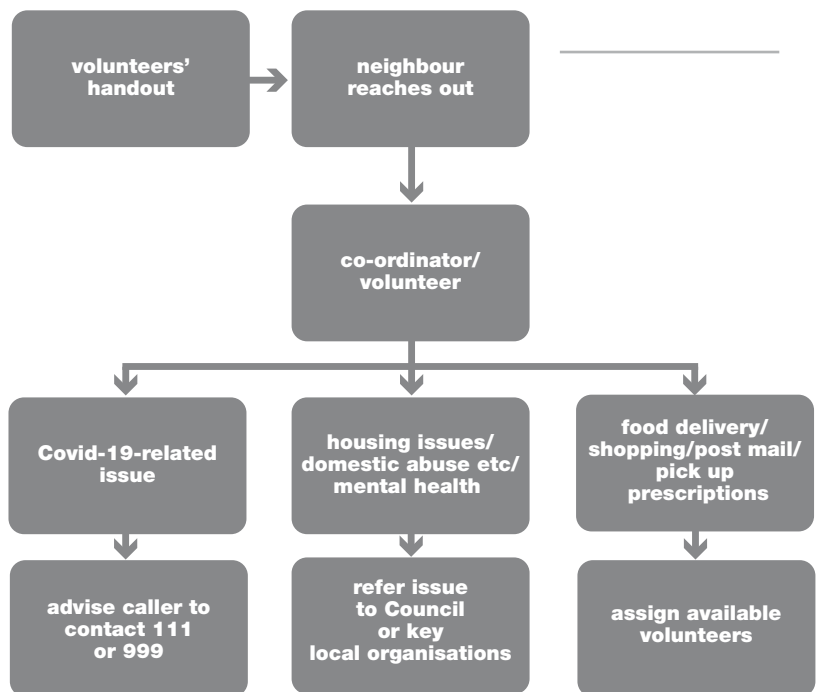 volunteers’
handout
neighbour
reaches out
co-ordinator/
volunteer
Covid-19-related
issue
housing issues/
domestic abuse etc/
mental health
food delivery/
shopping/post mail/
pick up
prescriptions
advise caller to
contact 111
or 999
refer issue
to Council
or key
local organisations
assign available
volunteers